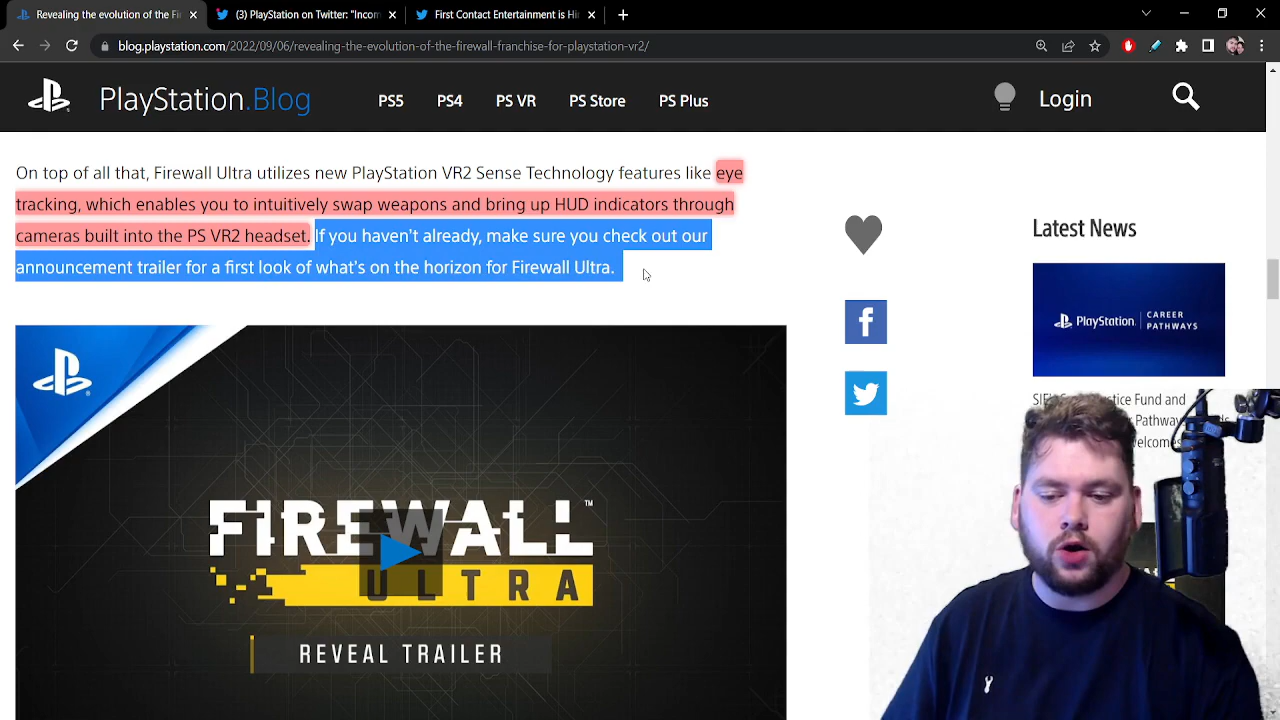 Revealing the evolution of the Fi
(3) PlayStation on Twitter: "Incom
First Contact Entertainment is Hi
blog.playstation.com/2022/09/06/revealing-the-evolution-of-the-firewall-franchise-for-playstation-vr2/
PlayStation.Blog
PS5
PS4
PS VR
PS Store
PS Plus
Login
On top of all that, Firewall Ultra utilizes new PlayStation VR2 Sense Technology features like eye
tracking, which enables you to intuitively swap weapons and bring up HUD indicators through
cameras built into the PS VR2 headset. If you haven't already, make sure you check out our
announcement trailer for a first look of what's on the horizon for Firewall Ultra.
FIREWALL™
ULTRA
REVEAL TRAILER
Latest News
PlayStation
CAREER
PATHWAYS
Fund and
Pathway